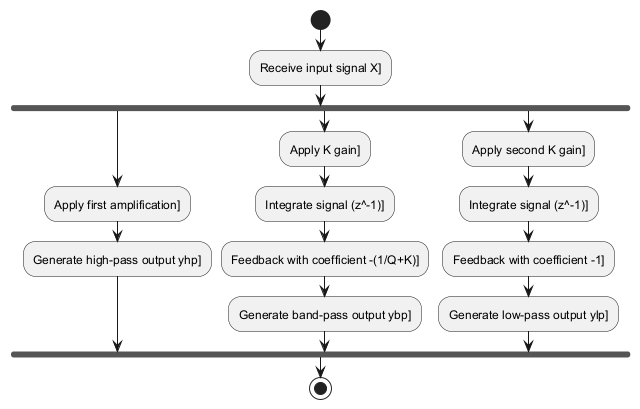 Receive input signal X]
Apply first amplification]
Generate high-pass output yhp]
Apply K gain]
Integrate signal (z^-1)]
Feedback with coefficient -(1/Q+K)]
Generate band-pass output ybp]
Apply second K gain]
Integrate signal (z^-1)]
Feedback with coefficient -1]
Generate low-pass output ylp]